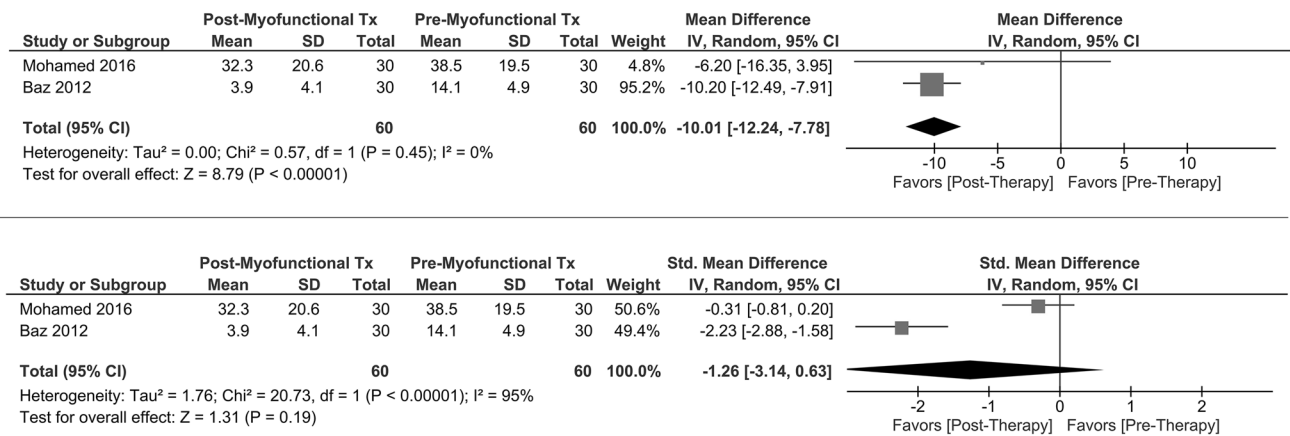 Post-Myofunctional Tx Pre-Myofunctional Tx Mean Difference Mean Difference
Study or Subgroup Mean SD Total Mean SD Total Weight IV, Random, 95% CI IV, Random, 95% CI
Mohamed 2016 32.3 20.6 30 38.5 19.5 30 4.8% -6.20 [-16.35, 3.95]
Baz 2012 3.9 4.1 30 14.1 4.9 30 95.2% -10.20 [-12.49, -7.91]
Total (95% CI) 60 60 100.0% -10.01 [-12.24, -7.78]
Heterogeneity: Tau² = 0.00; Chi² = 0.57, df = 1 (P = 0.45); I² = 0%
Test for overall effect: Z = 8.79 (P < 0.00001)
-10 -5 0 5 10
Favors [Post-Therapy] Favors [Pre-Therapy]
Post-Myofunctional Tx Pre-Myofunctional Tx Std. Mean Difference Std. Mean Difference
Study or Subgroup Mean SD Total Mean SD Total Weight IV, Random, 95% CI IV, Random, 95% CI
Mohamed 2016 32.3 20.6 30 38.5 19.5 30 50.6% -0.31 [-0.81, 0.20]
Baz 2012 3.9 4.1 30 14.1 4.9 30 49.4% -2.23 [-2.88, -1.58]
Total (95% CI) 60 60 100.0% -1.26 [-3.14, 0.63]
Heterogeneity: Tau² = 1.76; Chi² = 20.73, df = 1 (P < 0.00001); I² = 95%
Test for overall effect: Z = 1.31 (P = 0.19)
-2 -1 0 1 2
Favors [Post-Therapy] Favors [Pre-Therapy]